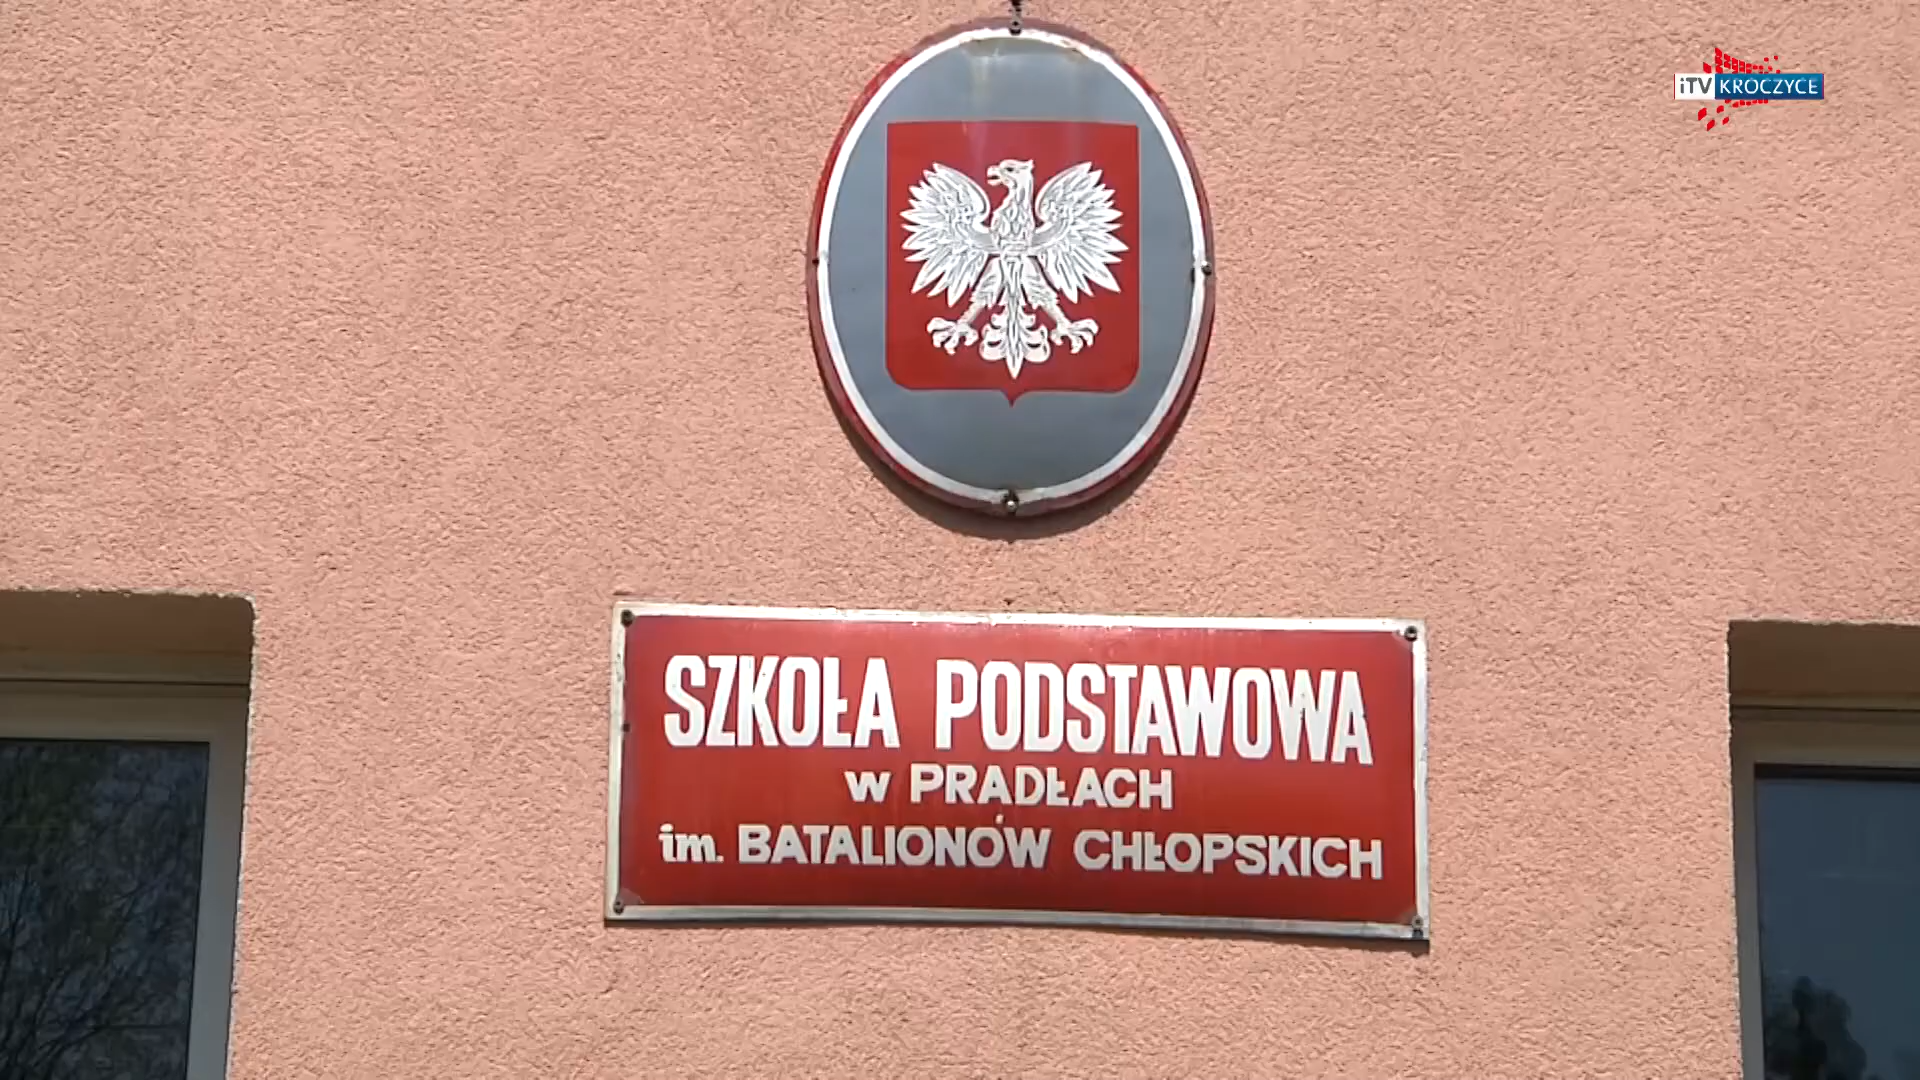 iTV KROCZYCE
SZKOŁA PODSTAWOWA
w PRADŁACH
im. BATALIONÓW CHŁOPSKICH